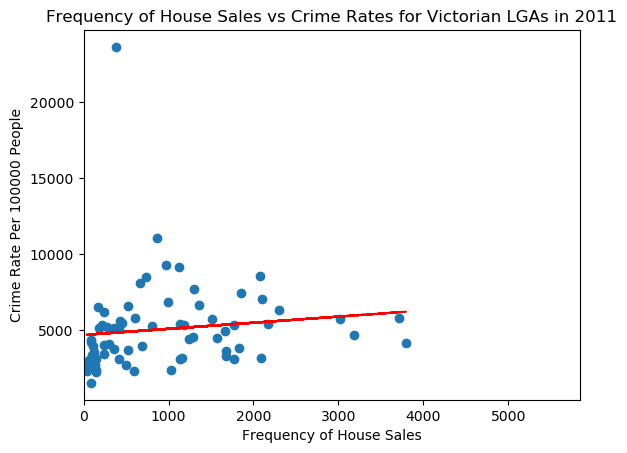 Frequency of House Sales vs Crime Rates for Victorian LGAs in 2011
20000
15000
10000
5000
Crime Rate Per 100000 People
0 1000 2000 3000 4000 5000
Frequency of House Sales